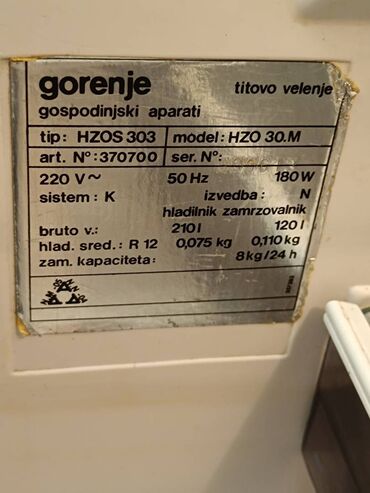 gorenje titovo velenje
gospodinjski aparati
tip: HZOS 303 model: HZO 30.M
art. Nº: 370700 ser. Nº:
220 V~ 50 Hz 180 W
sistem : K izvedba : N
hladilnik zamrzovalnik
bruto v.: 210 l 120 l
hlad. sred.: R 12 0,075 kg 0,110 kg
zam. kapaciteta: 8 kg/24 h